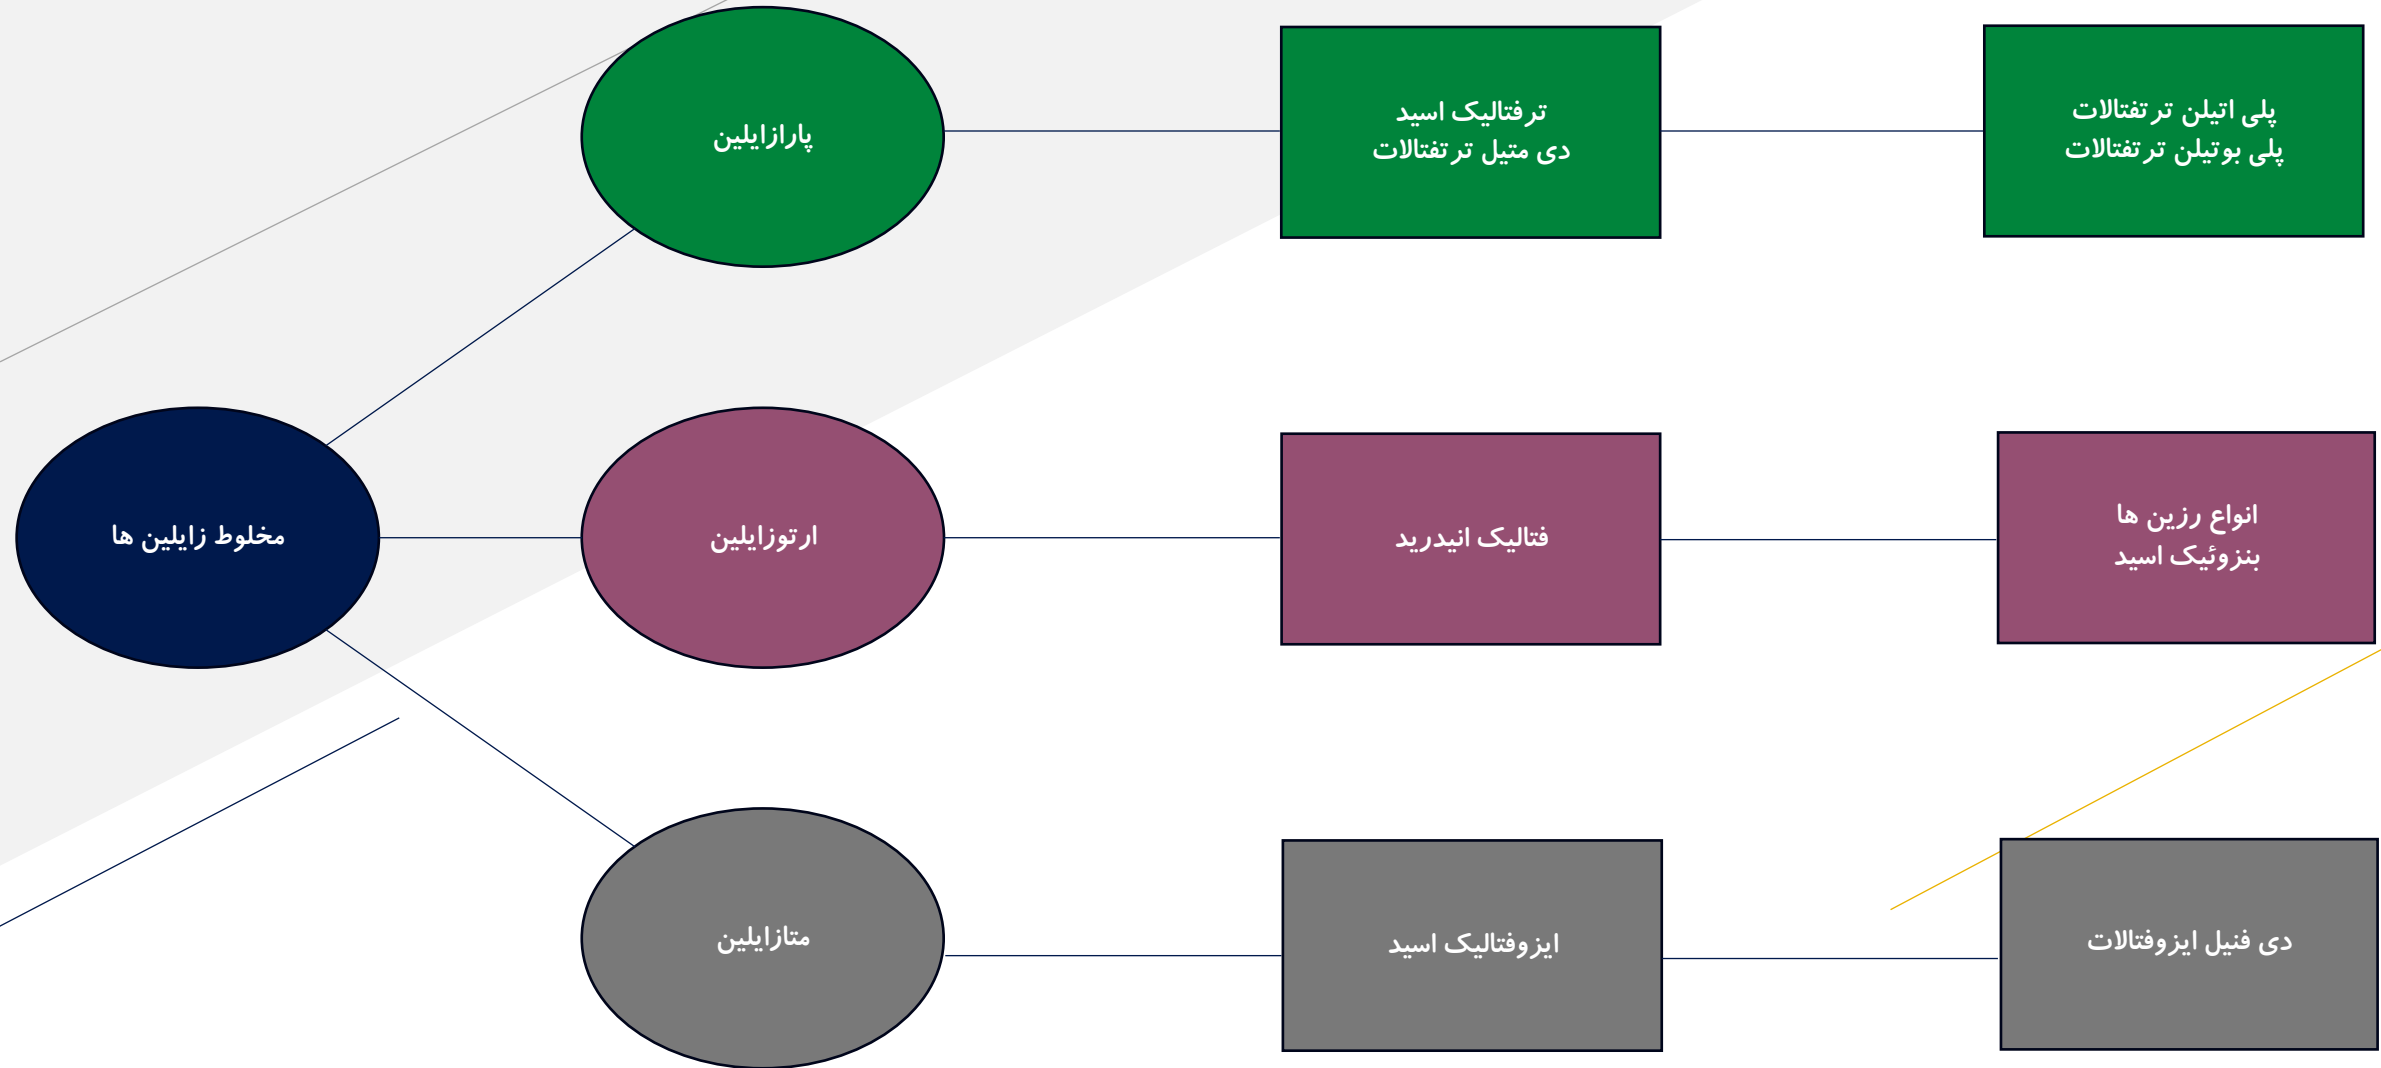 پارازایلین
ترفتالیک اسید
دی متیل ترتفتالات
پلی اتیلن ترتفتالات
پلی بوتیلن ترتفتالات
مخلوط زایلین ها
ارتوزایلین
فتالیک انیدرید
انواع رزین ها
بنزوئیک اسید
متازایلین
ایزوفتالیک اسید
دی فنیل ایزوفتالات